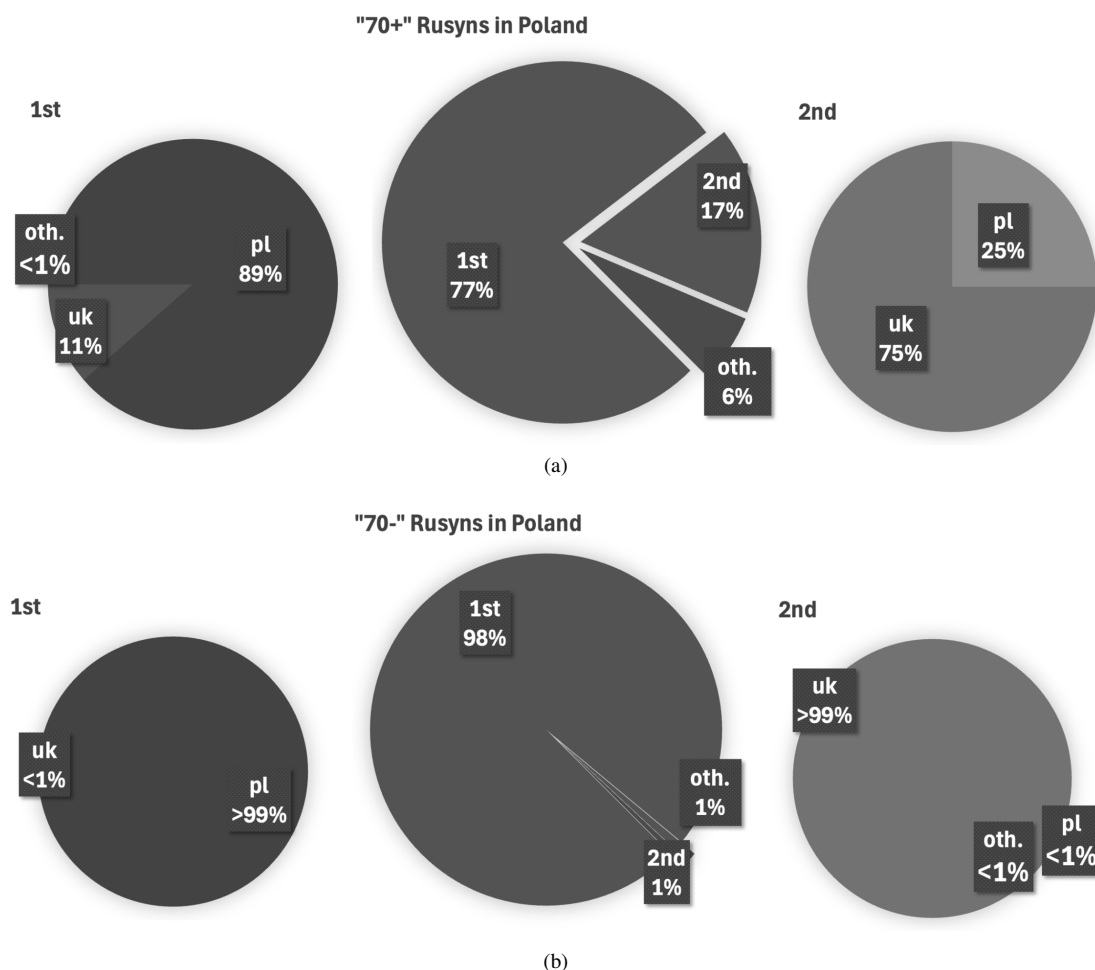 "70+" Rusyns in Poland
1st
oth.
<1%
uk
11%
pl
89%
1st
77%
2nd
17%
oth.
6%
2nd
pl
25%
uk
75%
(a)
"70-" Rusyns in Poland
1st
uk
<1%
pl
>99%
1st
98%
oth.
1%
2nd
1%
2nd
uk
>99%
oth.
<1%
pl
<1%
(b)